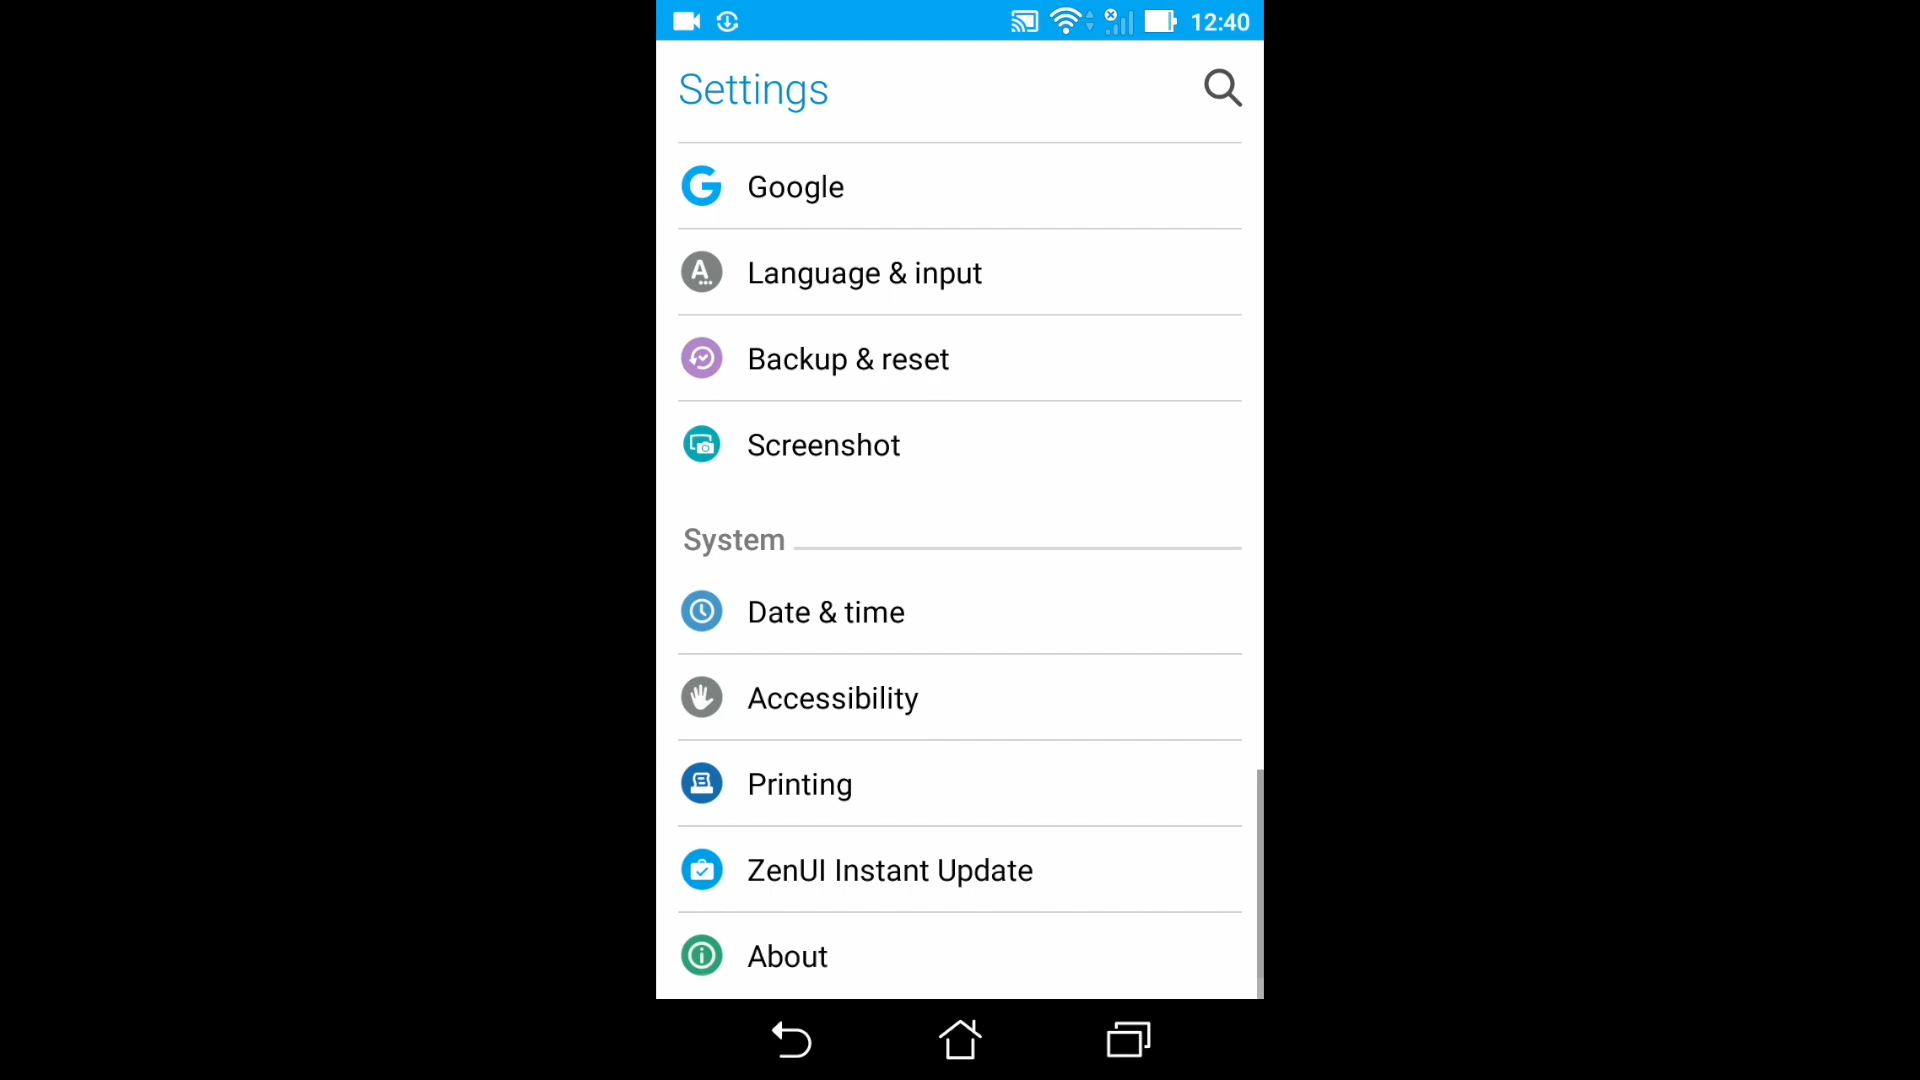 12:40
Settings
Google
Language & input
Backup & reset
Screenshot
System
Date & time
Accessibility
Printing
ZenUI Instant Update
About